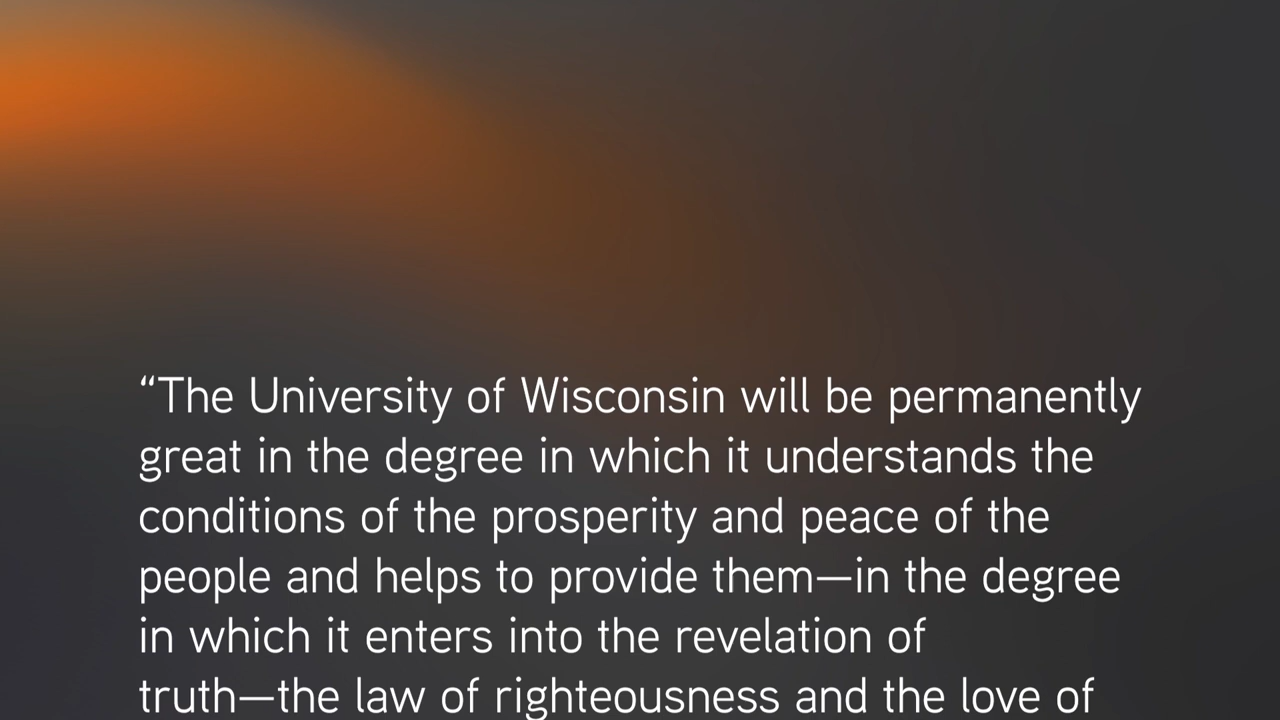 “The University of Wisconsin will be permanently
great in the degree in which it understands the
conditions of the prosperity and peace of the
people and helps to provide them—in the degree
in which it enters into the revelation of
truth—the law of righteousness and the love of